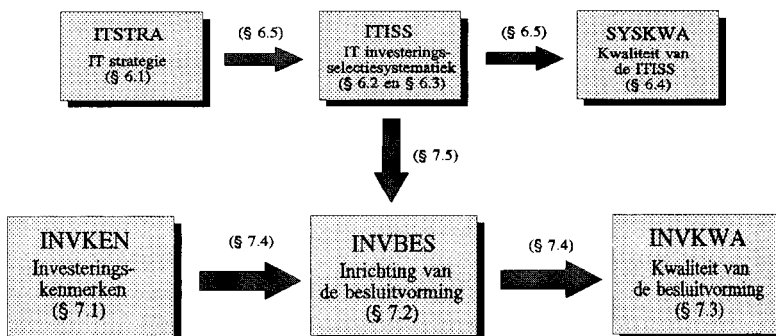 ITSTRA
IT strategie
(§ 6.1)
(§ 6.5)
ITISS
IT investerings-
selectiesystematiek
(§ 6.2 en § 6.3)
(§ 6.5)
SYSKWA
Kwaliteit van
de ITISS
(§ 6.4)
(§ 7.5)
INVKEN
Investerings-
kenmerken
(§ 7.1)
(§ 7.4)
INVBES
Inrichting van
de besluitvorming
(§ 7.2)
(§ 7.4)
INVKWA
Kwaliteit van
de besluitvorming
(§ 7.3)